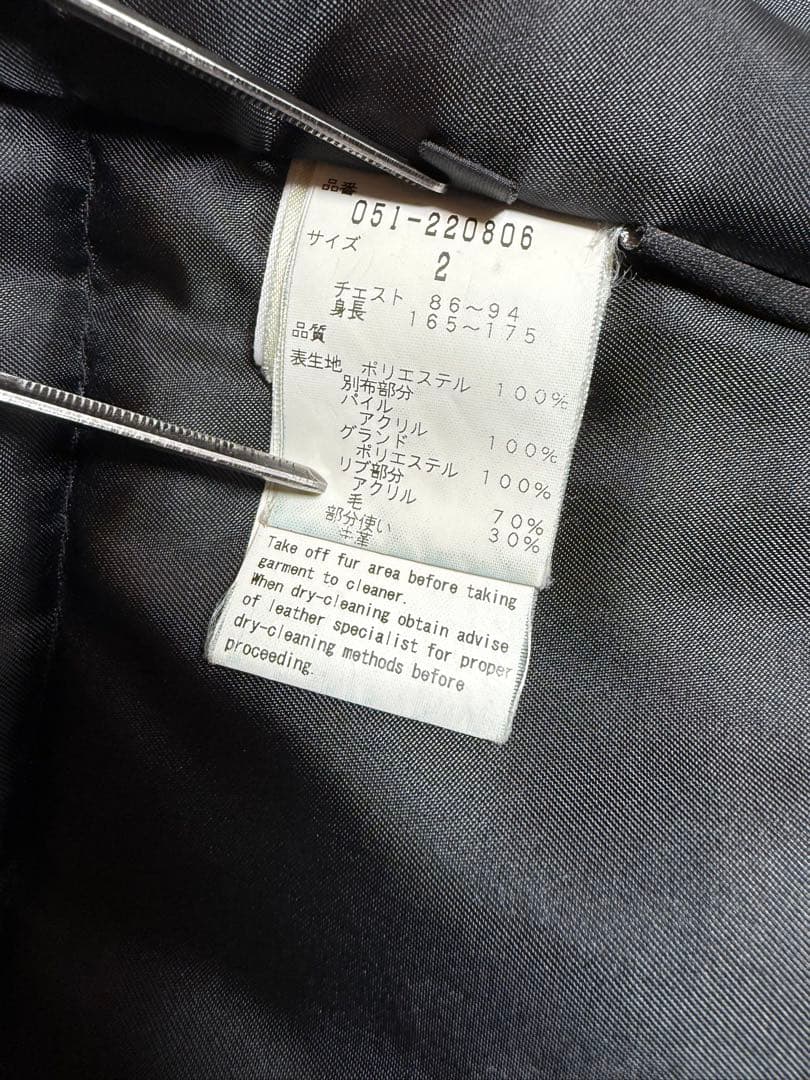 品番
051-220806
サイズ
2
チェスト 86～94
身長 165～175
品質
表生地 ポリエステル 100%
別布部分
パイル
アクリル 100%
グランド
ポリエステル 100%
リブ部分
アクリル 70%
毛 30%
部分使い
牛革
Take off fur area before taking
garment to cleaner.
When dry-cleaning obtain advise
of leather specialist for proper
dry-cleaning methods before
proceeding.